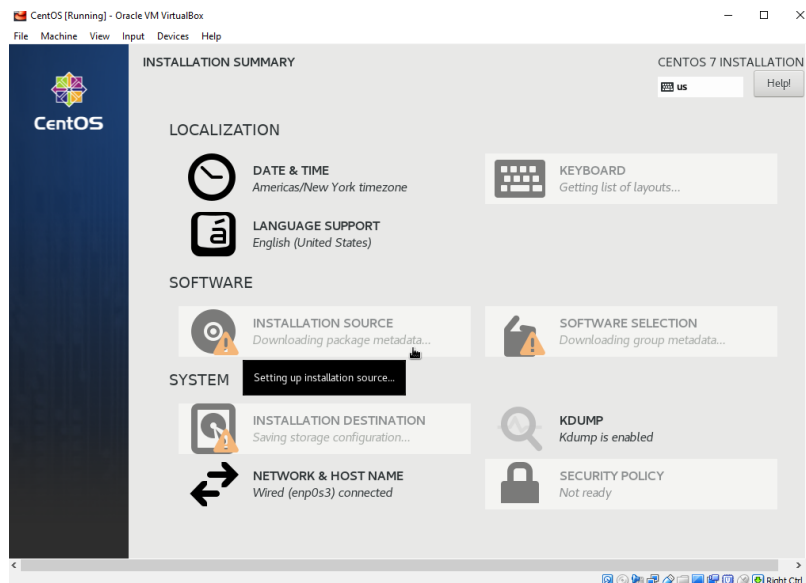 CentOS [Running] - Oracle VM VirtualBox
File Machine View Input Devices Help
INSTALLATION SUMMARY
CENTOS 7 INSTALLATION
us
Help!
CentOS
LOCALIZATION
DATE & TIME
Americas/New York timezone
KEYBOARD
Getting list of layouts...
LANGUAGE SUPPORT
English (United States)
SOFTWARE
INSTALLATION SOURCE
Downloading package metadata...
SOFTWARE SELECTION
Downloading group metadata...
SYSTEM
Setting up installation source...
INSTALLATION DESTINATION
Saving storage configuration...
KDUMP
Kdump is enabled
NETWORK & HOST NAME
Wired (enp0s3) connected
SECURITY POLICY
Not ready
Right Ctrl